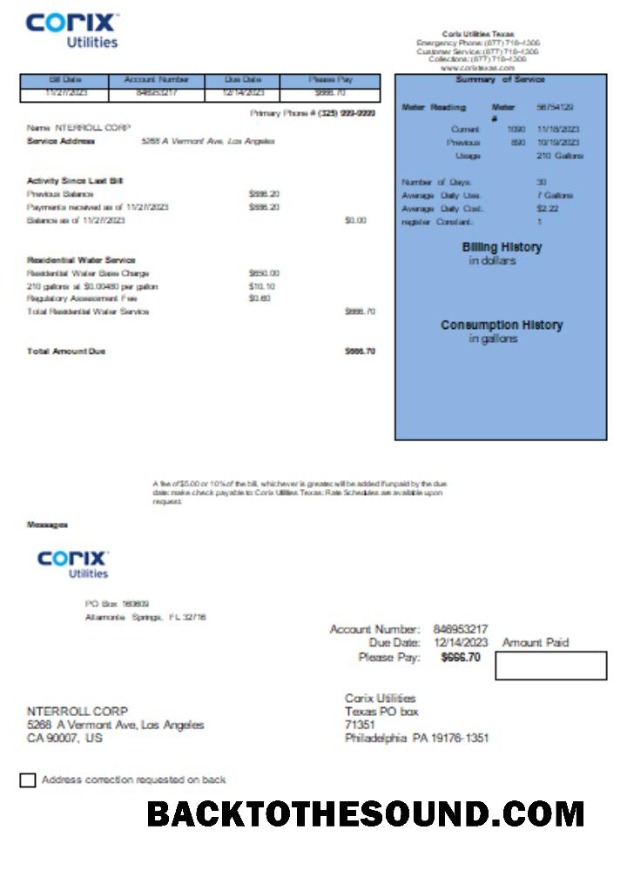 corix
Utilities
Corix Utilities Texas
Emergency Phone: (877) 718-4306
Customer Service: (877) 718-4306
Collections: (877) 718-4306
www.corixtexas.com
Bill Date Account Number Due Date Please Pay
11/27/2023 846953217 12/14/2023 $666.70
Primary Phone # (325) 999-9999
Name NTERROLL CORP
Service Address 5268 A Vermont Ave, Los Angeles
Activity Since Last Bill
Previous Balance
Payments received as of 11/27/2023
Balance as of 11/27/2023 $0.00
Residential Water Service
Residential Water Base Charge
210 gallons at $0.00480 per gallon $10.10
Regulatory Assessment Fee $0.60
Total Residential Water Service $666.70
Total Amount Due $666.70
Summary of Service
Meter Reading Meter # 56754129
Current 1090 11/18/2023
Previous 10/19/2023
Usage 210 Gallons
Number of Days: 30
Average Daily Use: 7 Gallons
Average Daily Cost: $2.22
register Constant: 1
Billing History
in dollars
Consumption History
in gallons
A fee of $5.00 or 10% of the bill, whichever is greater, will be added if unpaid by the due
date: make check payable to: Corix Utilities Texas: Rate Schedules are available upon
request.
Messages
corix
Utilities
PO Box
Altamonte Springs, FL 32716
Account Number: 846953217
Due Date: 12/14/2023 Amount Paid
Please Pay: $666.70
NTERROLL CORP
5268 A Vermont Ave, Los Angeles
CA 90007, US
Corix Utilities
Texas PO box
71351
Philadelphia PA 19176-1351
Address correction requested on back
BACKTOTHESOUND.COM